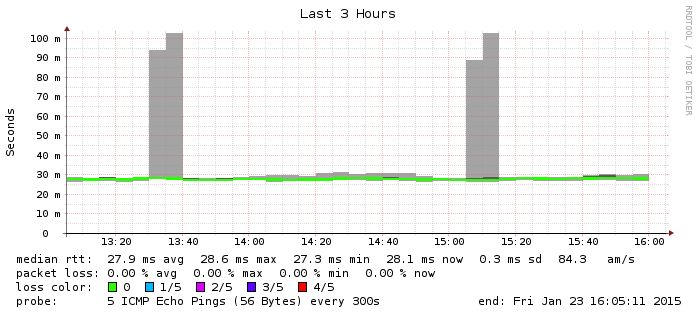 Last 3 Hours
RRDTOOL / TOBI OETIKER
Seconds
100 m
90 m
80 m
70 m
60 m
50 m
40 m
30 m
20 m
10 m
0
13:20 13:40 14:00 14:20 14:40 15:00 15:20 15:40 16:00
median rtt: 27.9 ms avg 28.6 ms max 27.3 ms min 28.1 ms now 0.3 ms sd 84.3 am/s
packet loss: 0.00 % avg 0.00 % max 0.00 % min 0.00 % now
loss color: 0 1/5 2/5 3/5 4/5
probe: 5 ICMP Echo Pings (56 Bytes) every 300s end: Fri Jan 23 16:05:11 2015